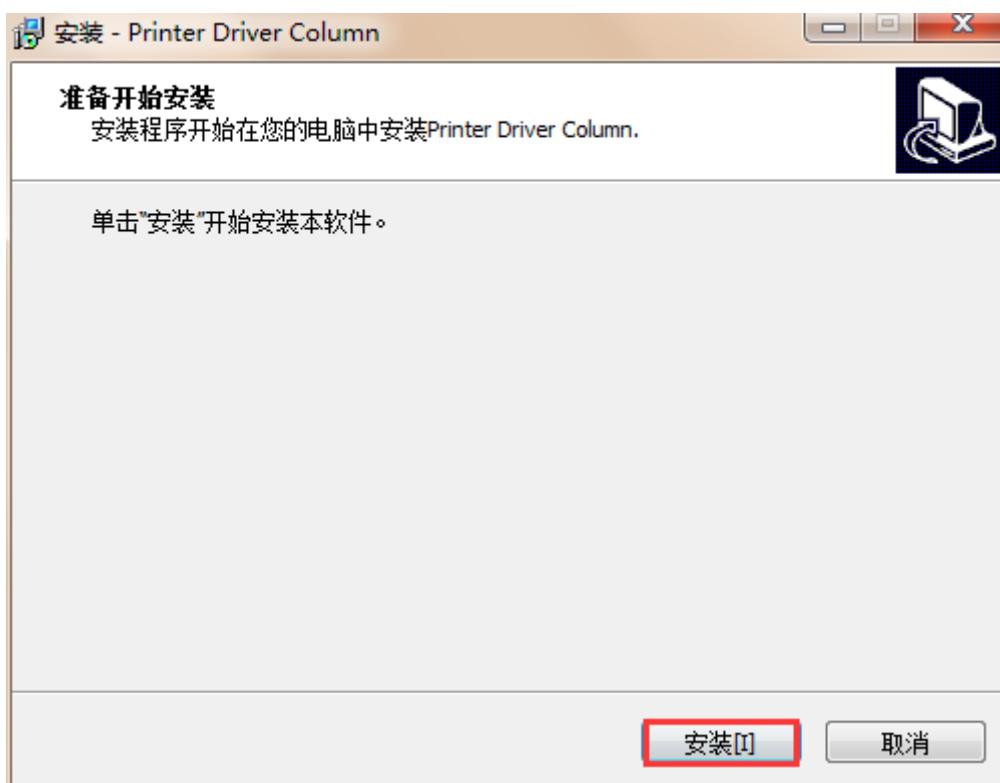 安装 - Printer Driver Column
准备开始安装
安装程序开始在您的电脑中安装Printer Driver Column.
单击"安装"开始安装本软件。
安装[I]
取消